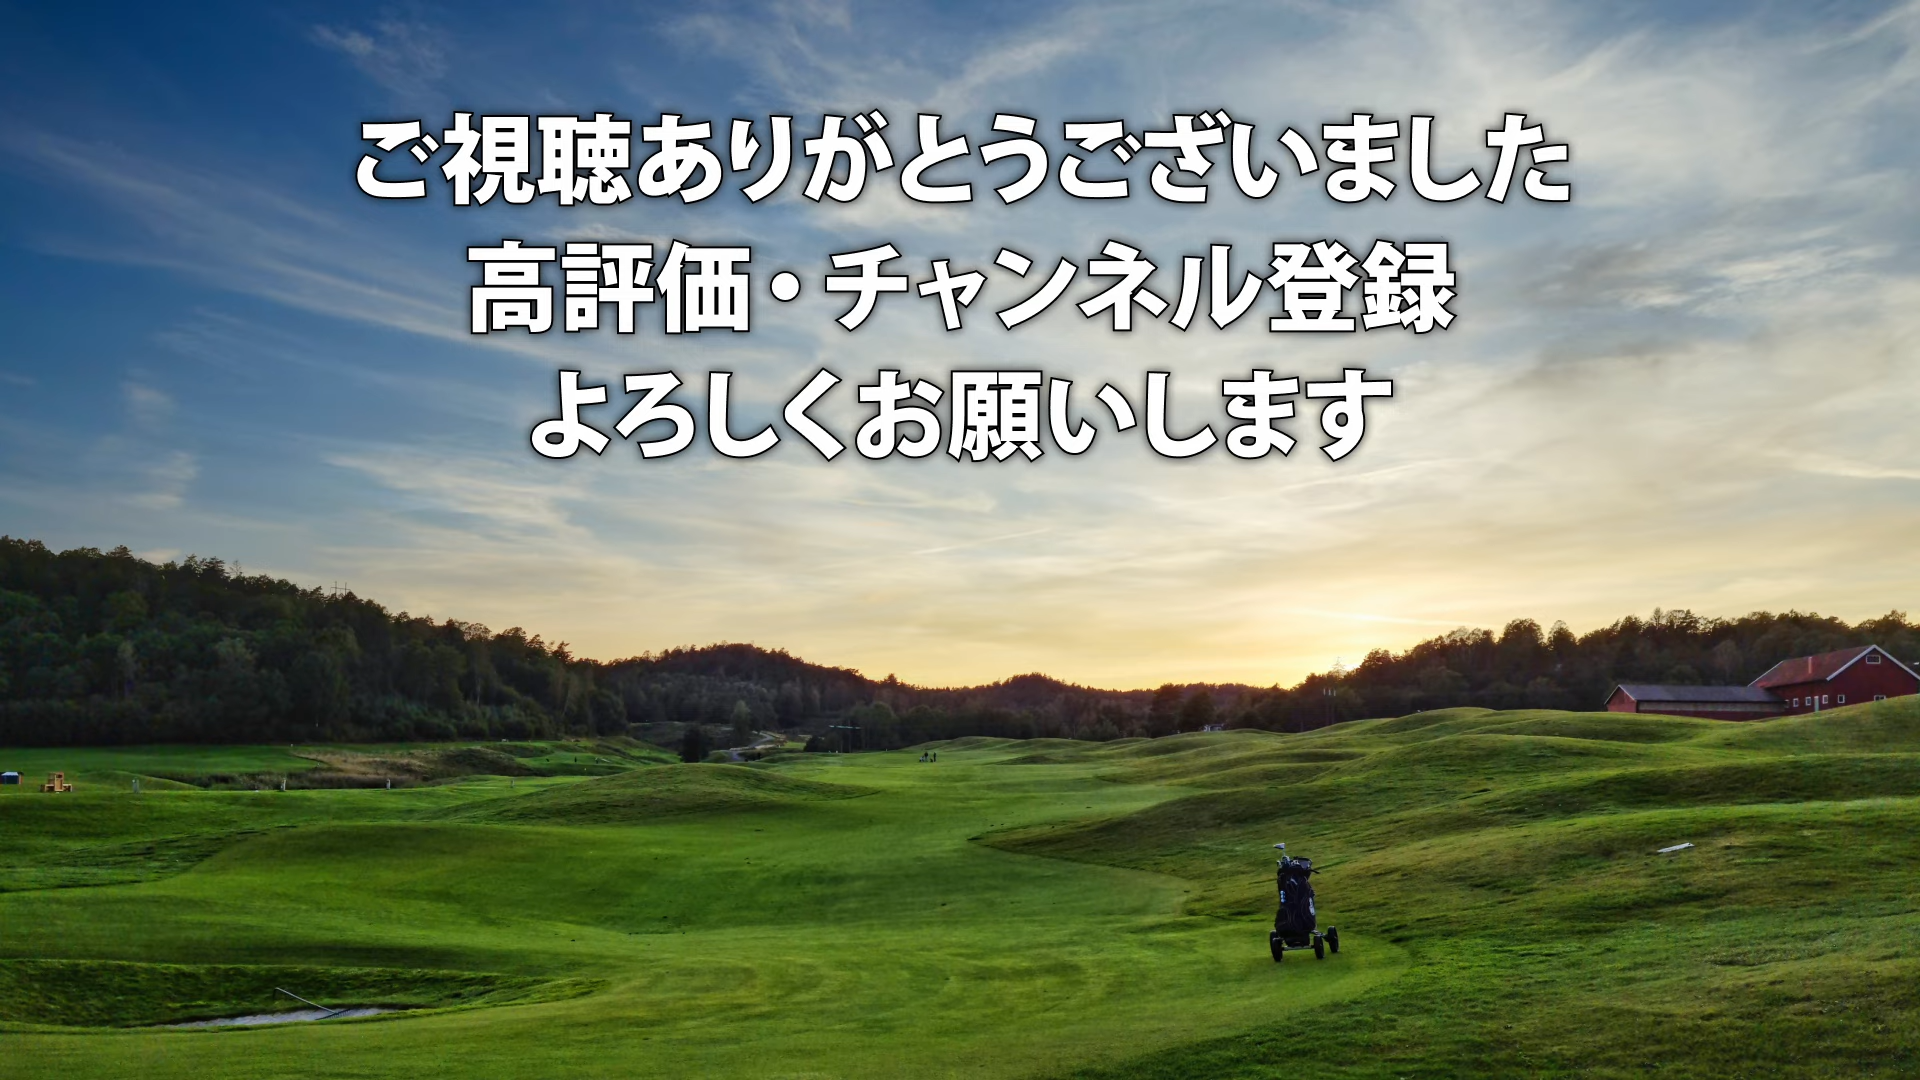 ご視聴ありがとうございました
高評価・チャンネル登録
よろしくお願いします